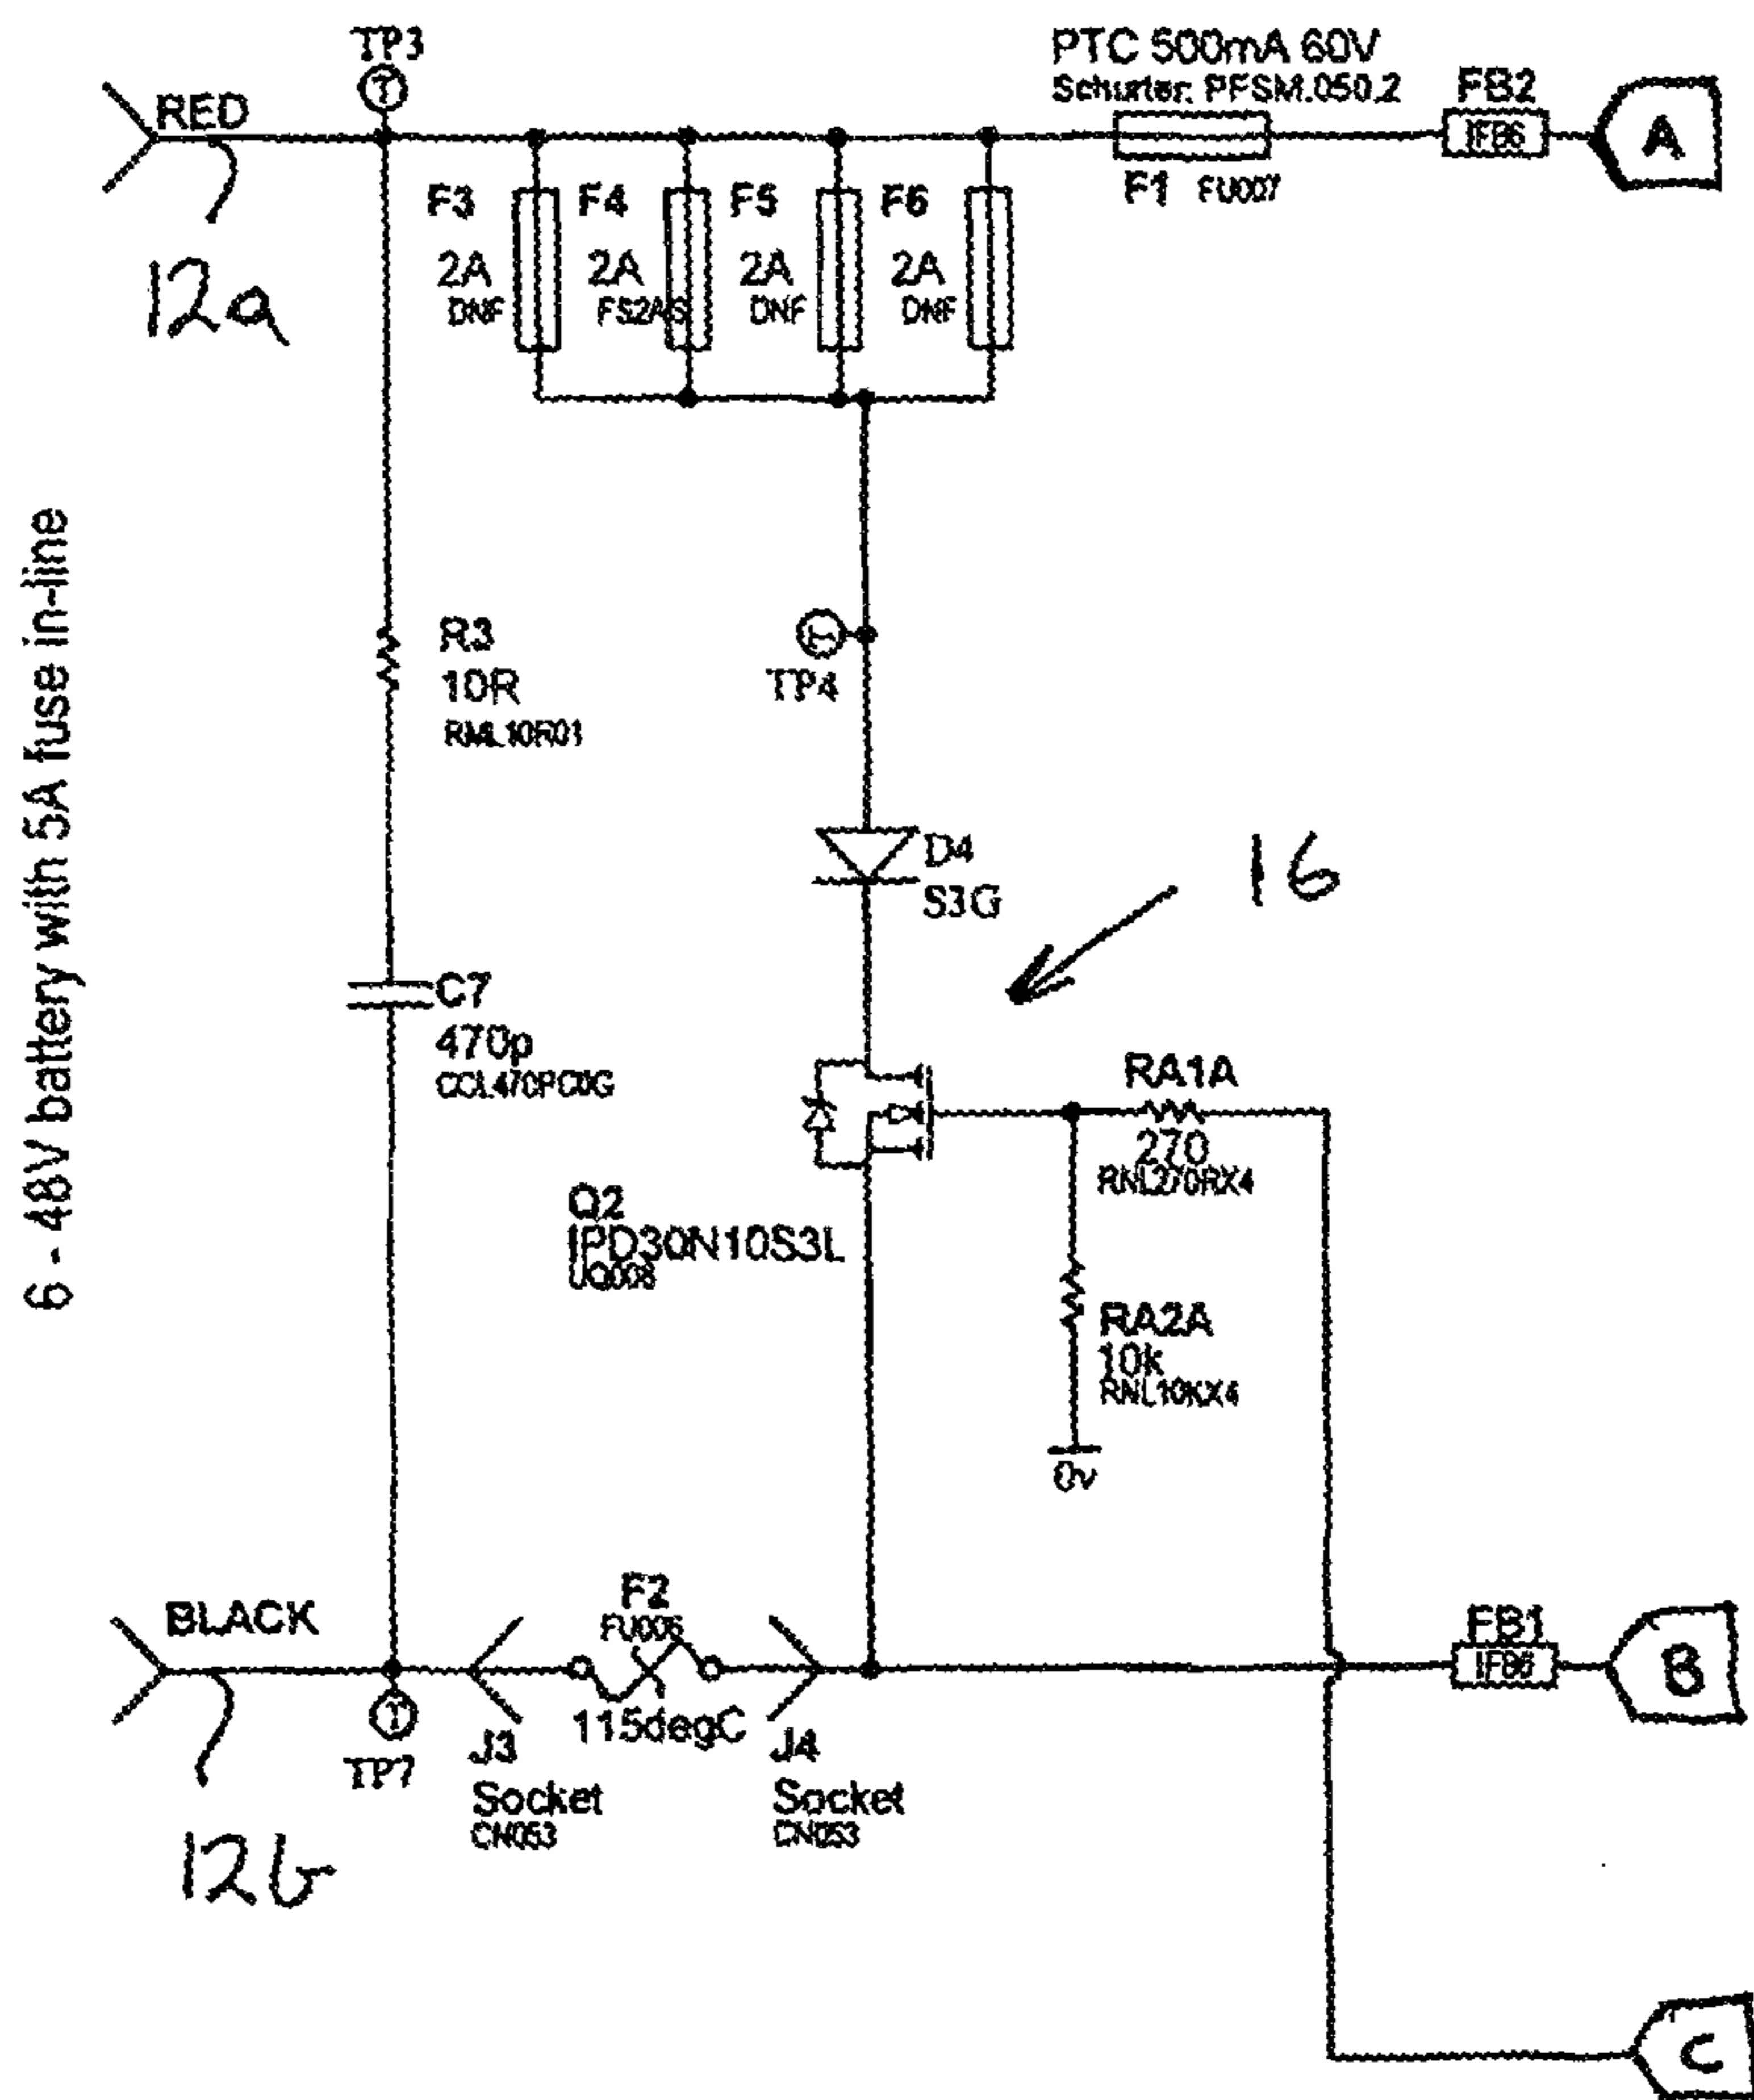 TP3
T
RED
12a
PTC 500mA 60V
Schurter: PFSM.050.2
F1 FU007
FB2
IFB6
A
F3
2A
DNF
F4
2A
FS2AS
F5
2A
DNF
F6
2A
DNF
6 - 48V battery with 5A fuse in-line
R3
10R
RML10R01
T
TP4
D4
S3G
16
C7
470p
CCL470PC0G
RA1A
270
RNL270RX4
Q2
IPD30N10S3L
UQ008
RA2A
10k
RNL10KX4
0v
BLACK
12b
T
TP7
F2
FU006
115degC
J3
Socket
CN053
J4
Socket
CN053
FB1
IFB6
B
C